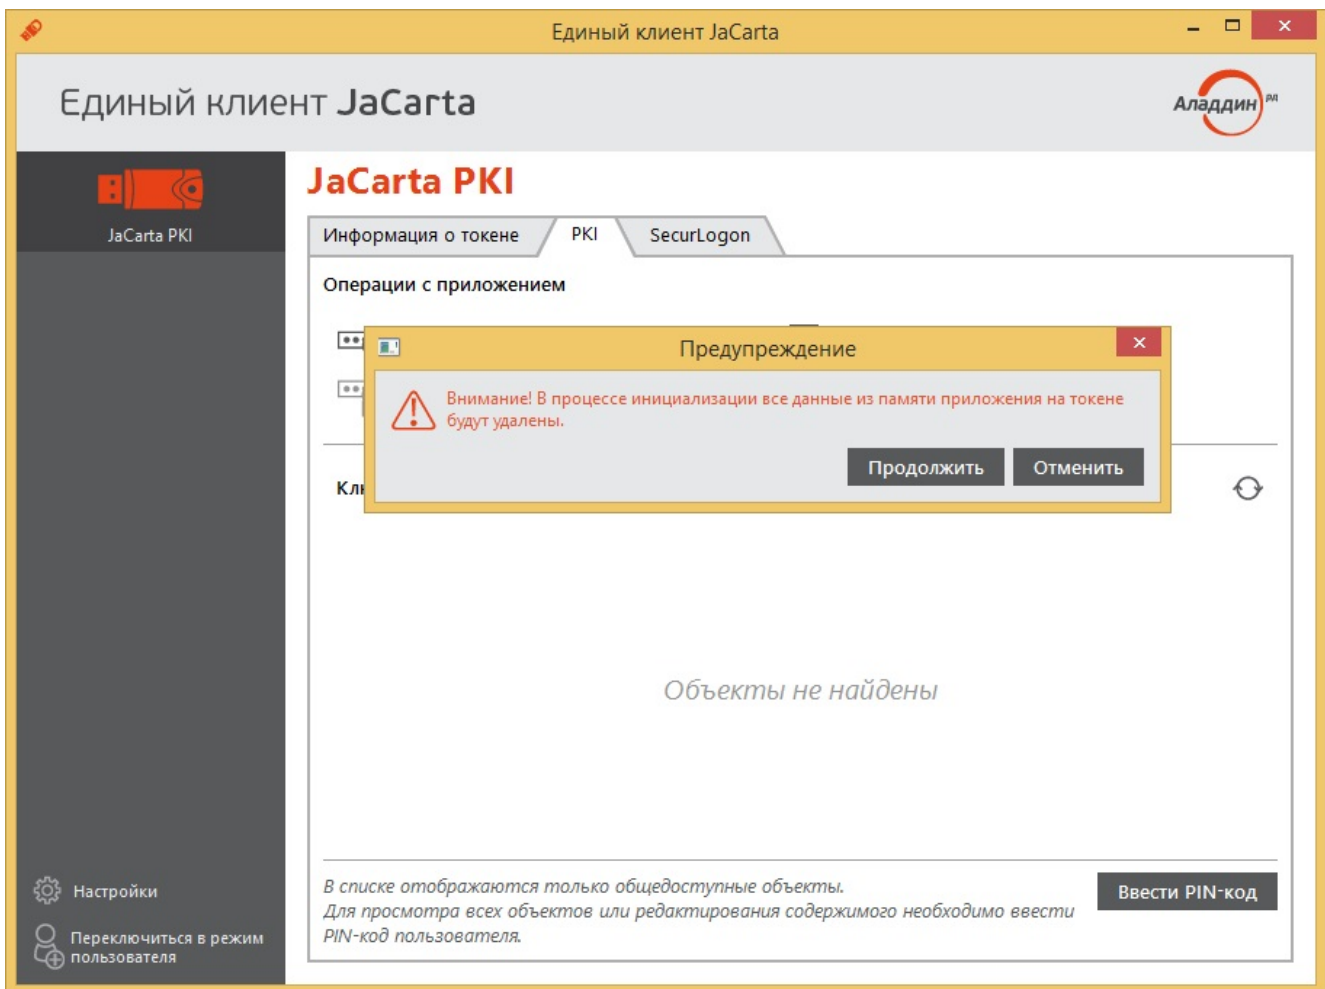 Единый клиент JaCarta
Единый клиент JaCarta
Аладдин РД
JaCarta PKI
JaCarta PKI
Информация о токене
PKI
SecurLogon
Операции с приложением
Предупреждение
Внимание! В процессе инициализации все данные из памяти приложения на токене
будут удалены.
Продолжить
Отменить
Объекты не найдены
В списке отображаются только общедоступные объекты.
Для просмотра всех объектов или редактирования содержимого необходимо ввести
PIN-код пользователя.
Ввести PIN-код
Настройки
Переключиться в режим
пользователя